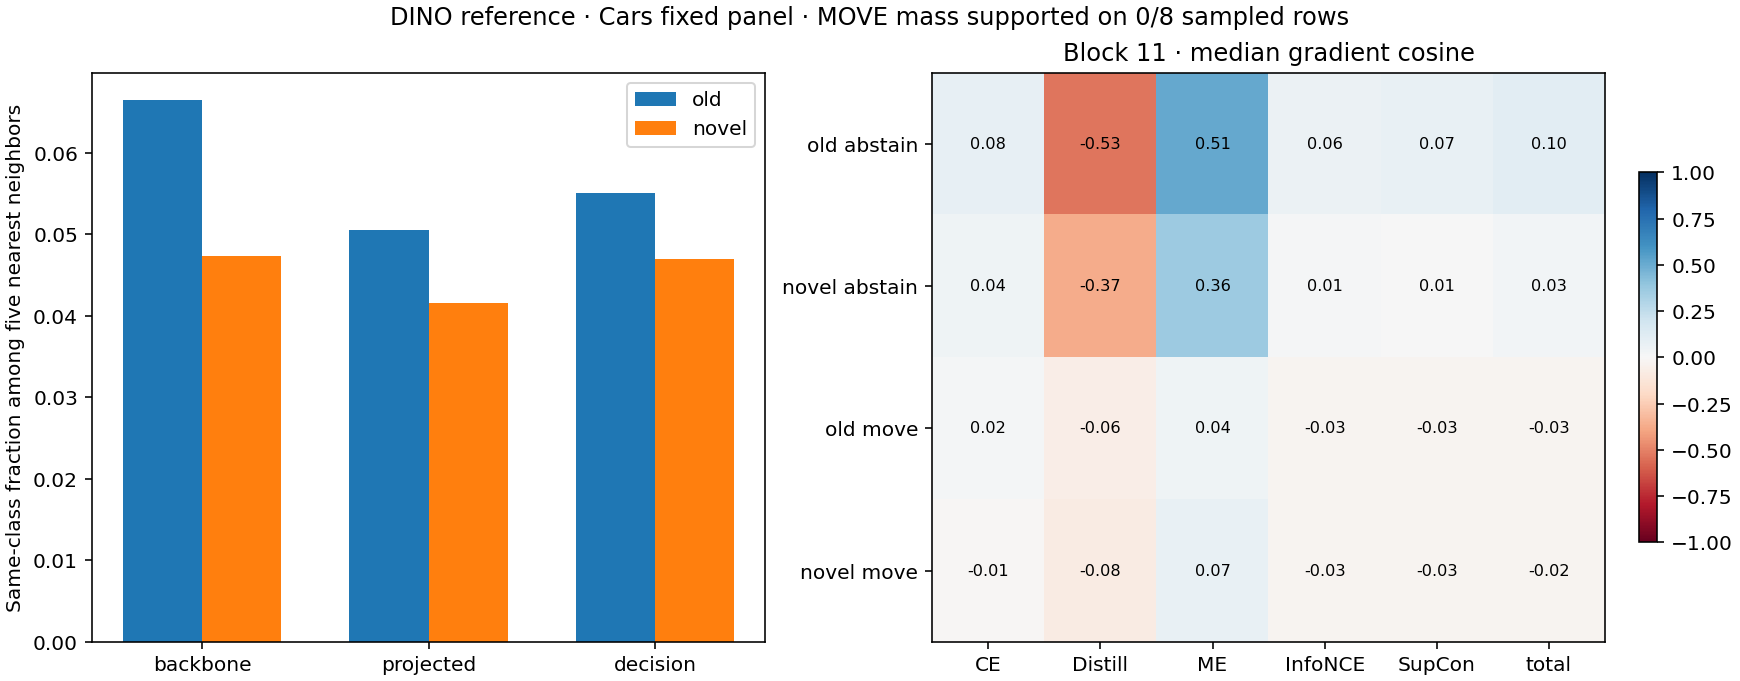 DINO reference · Cars fixed panel · MOVE mass supported on 0/8 sampled rows
Same-class fraction among five nearest neighbors
0.06
0.05
0.04
0.03
0.02
0.01
0.00
old
novel
backbone
projected
decision
Block 11 · median gradient cosine
old abstain
0.08
-0.53
0.51
0.06
0.07
0.10
novel abstain
0.04
-0.37
0.36
0.01
0.01
0.03
old move
0.02
-0.06
0.04
-0.03
-0.03
-0.03
novel move
-0.01
-0.08
0.07
-0.03
-0.03
-0.02
CE
Distill
ME
InfoNCE
SupCon
total
1.00
0.75
0.50
0.25
0.00
−0.25
−0.50
−0.75
−1.00